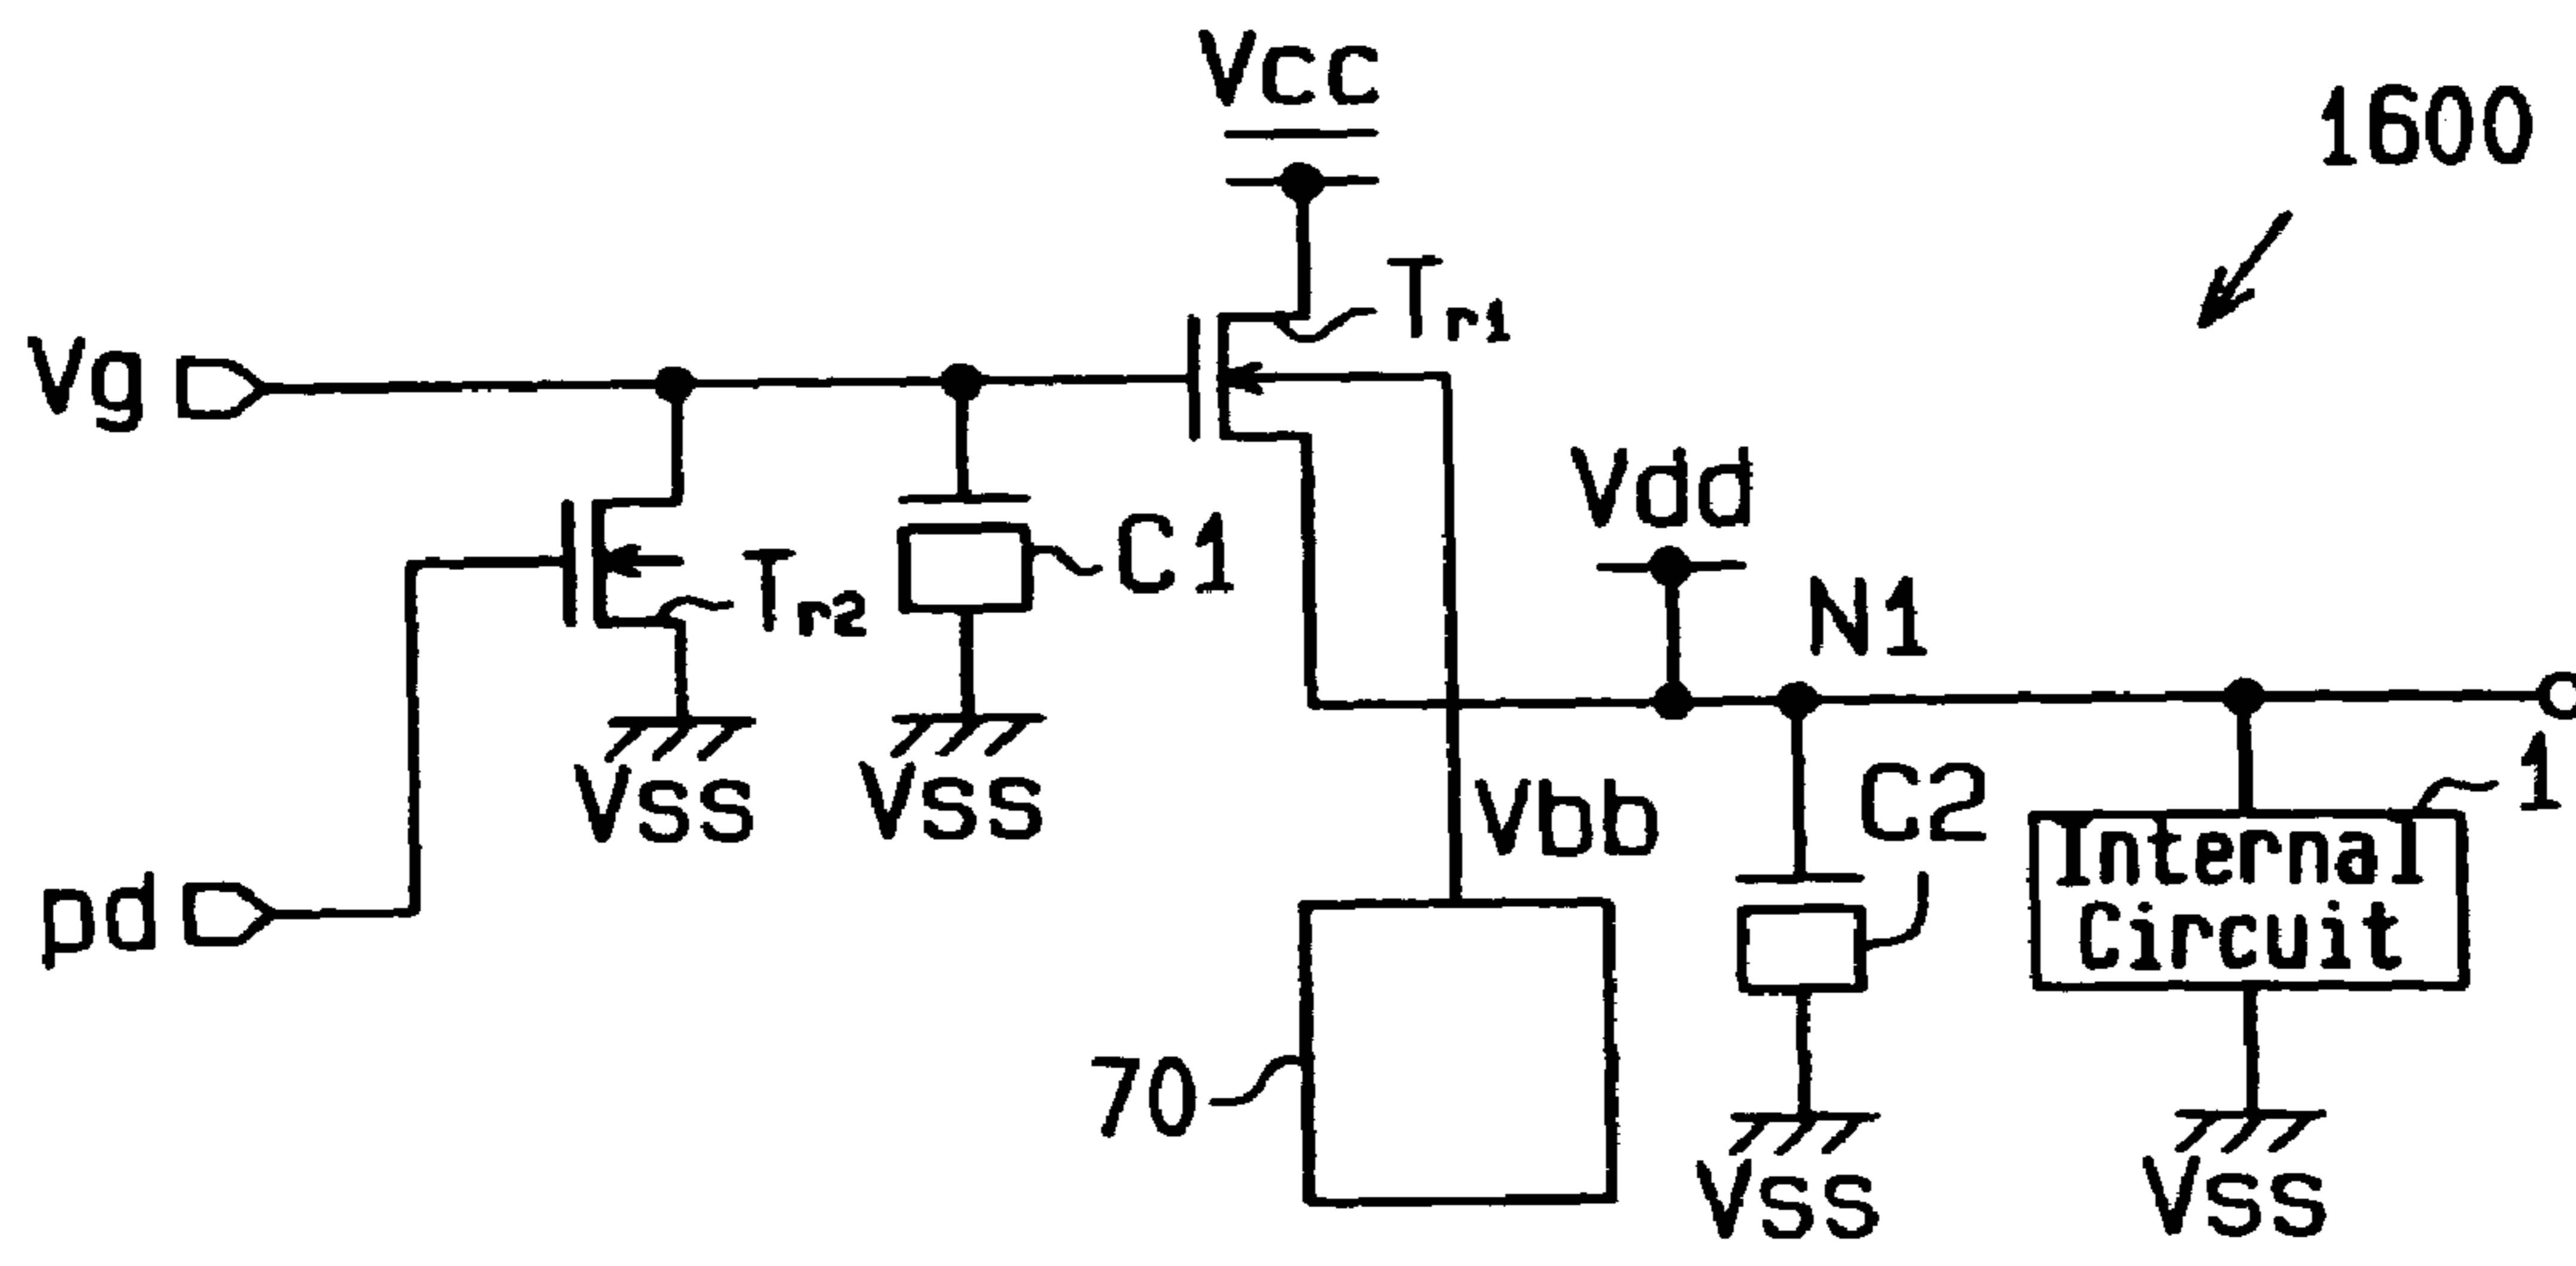 Vcc
1600
Tr1
Vg
Vdd
C1
Tr2
N1
Vss
Vss
1
Vbb
C2
Internal
Circuit
pd
70
Vss
Vss